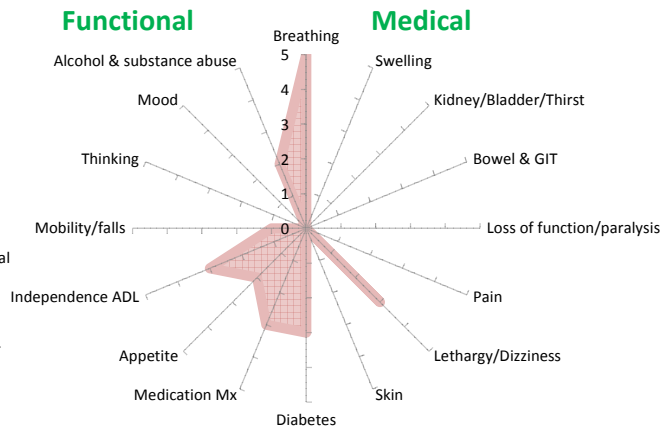 Functional
Medical
Breathing
Alcohol & substance abuse
Swelling
Mood
Kidney/Bladder/Thirst
Thinking
Bowel & GIT
Mobility/falls
Loss of function/paralysis
Independence ADL
Pain
Appetite
Lethargy/Dizziness
Medication Mx
Skin
Diabetes
5
4
3
2
1
0